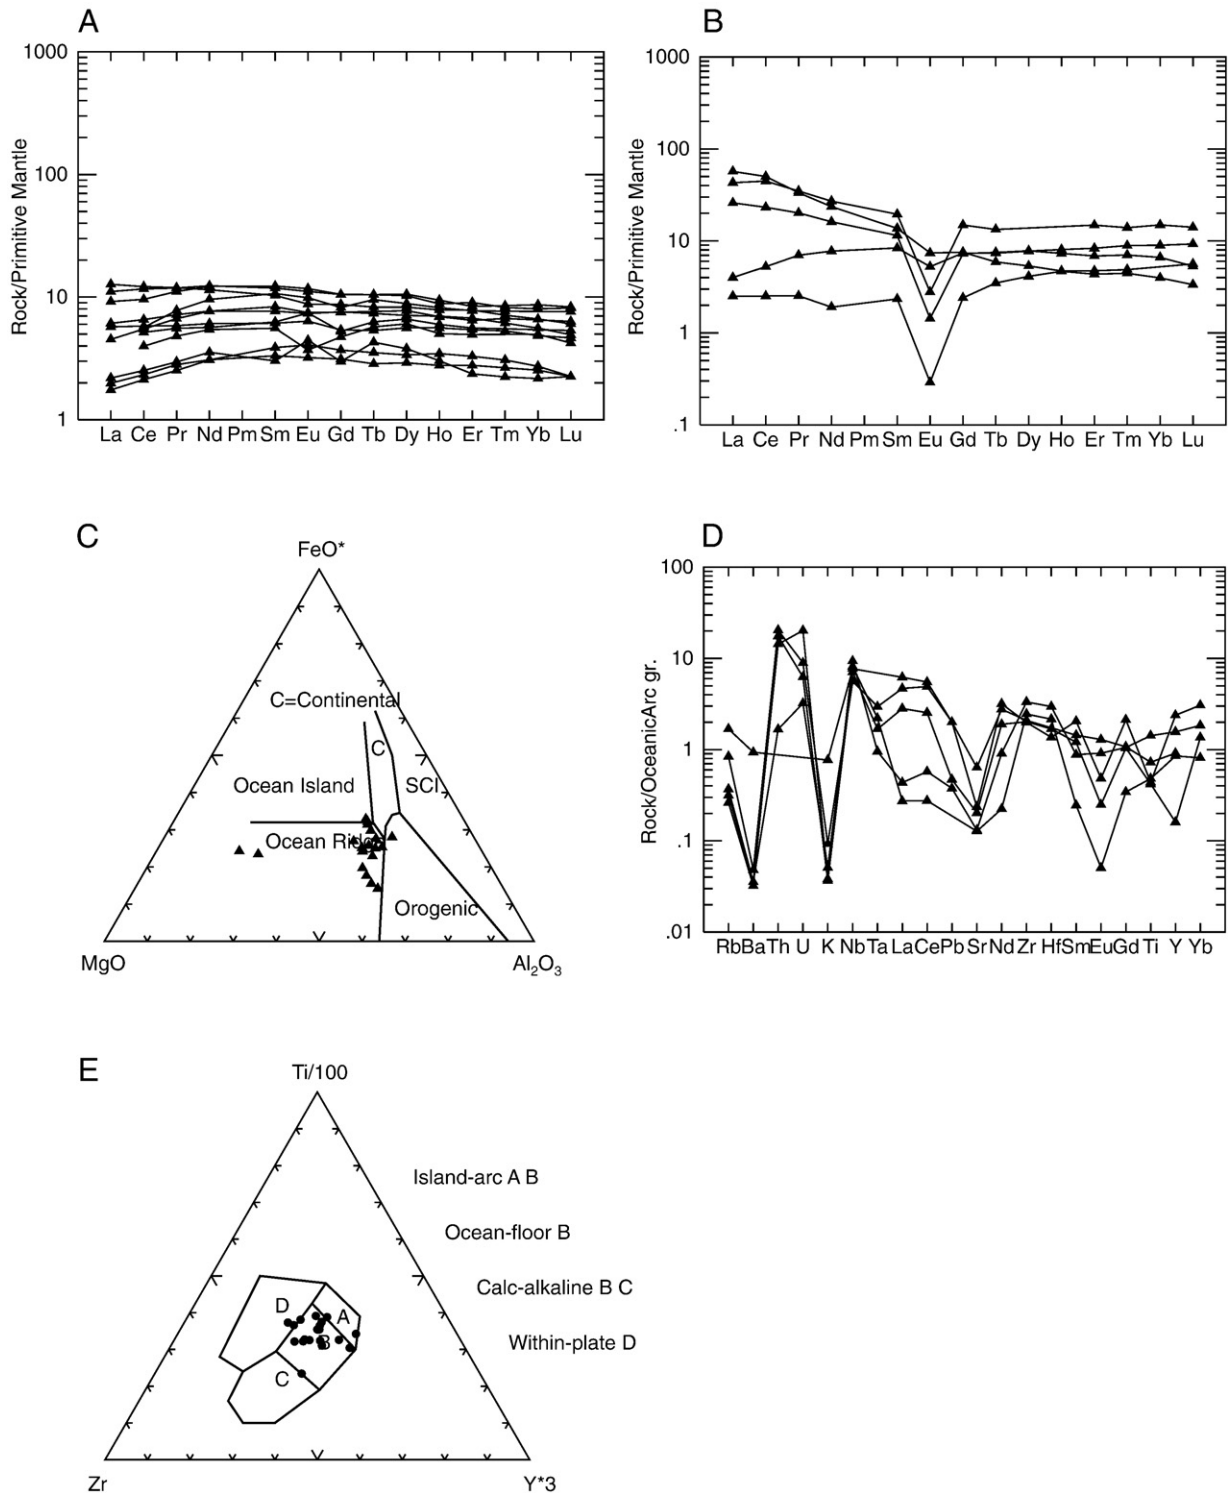 A
Rock/Primitive Mantle
1000
100
10
1
La Ce Pr Nd Pm Sm Eu Gd Tb Dy Ho Er Tm Yb Lu
B
Rock/Primitive Mantle
1000
100
10
1
.1
La Ce Pr Nd Pm Sm Eu Gd Tb Dy Ho Er Tm Yb Lu
C
FeO*
C=Continental
C
Ocean Island
SCI
Ocean Ridge
Orogenic
MgO
Al₂O₃
D
Rock/OceanicArc gr.
100
10
1
.1
.01
Rb Ba Th U K Nb Ta La Ce Pb Sr Nd Zr Hf Sm Eu Gd Ti Y Yb
E
Ti/100
Island-arc A B
Ocean-floor B
Calc-alkaline B C
Within-plate D
D
A
B
C
Zr
Y*3